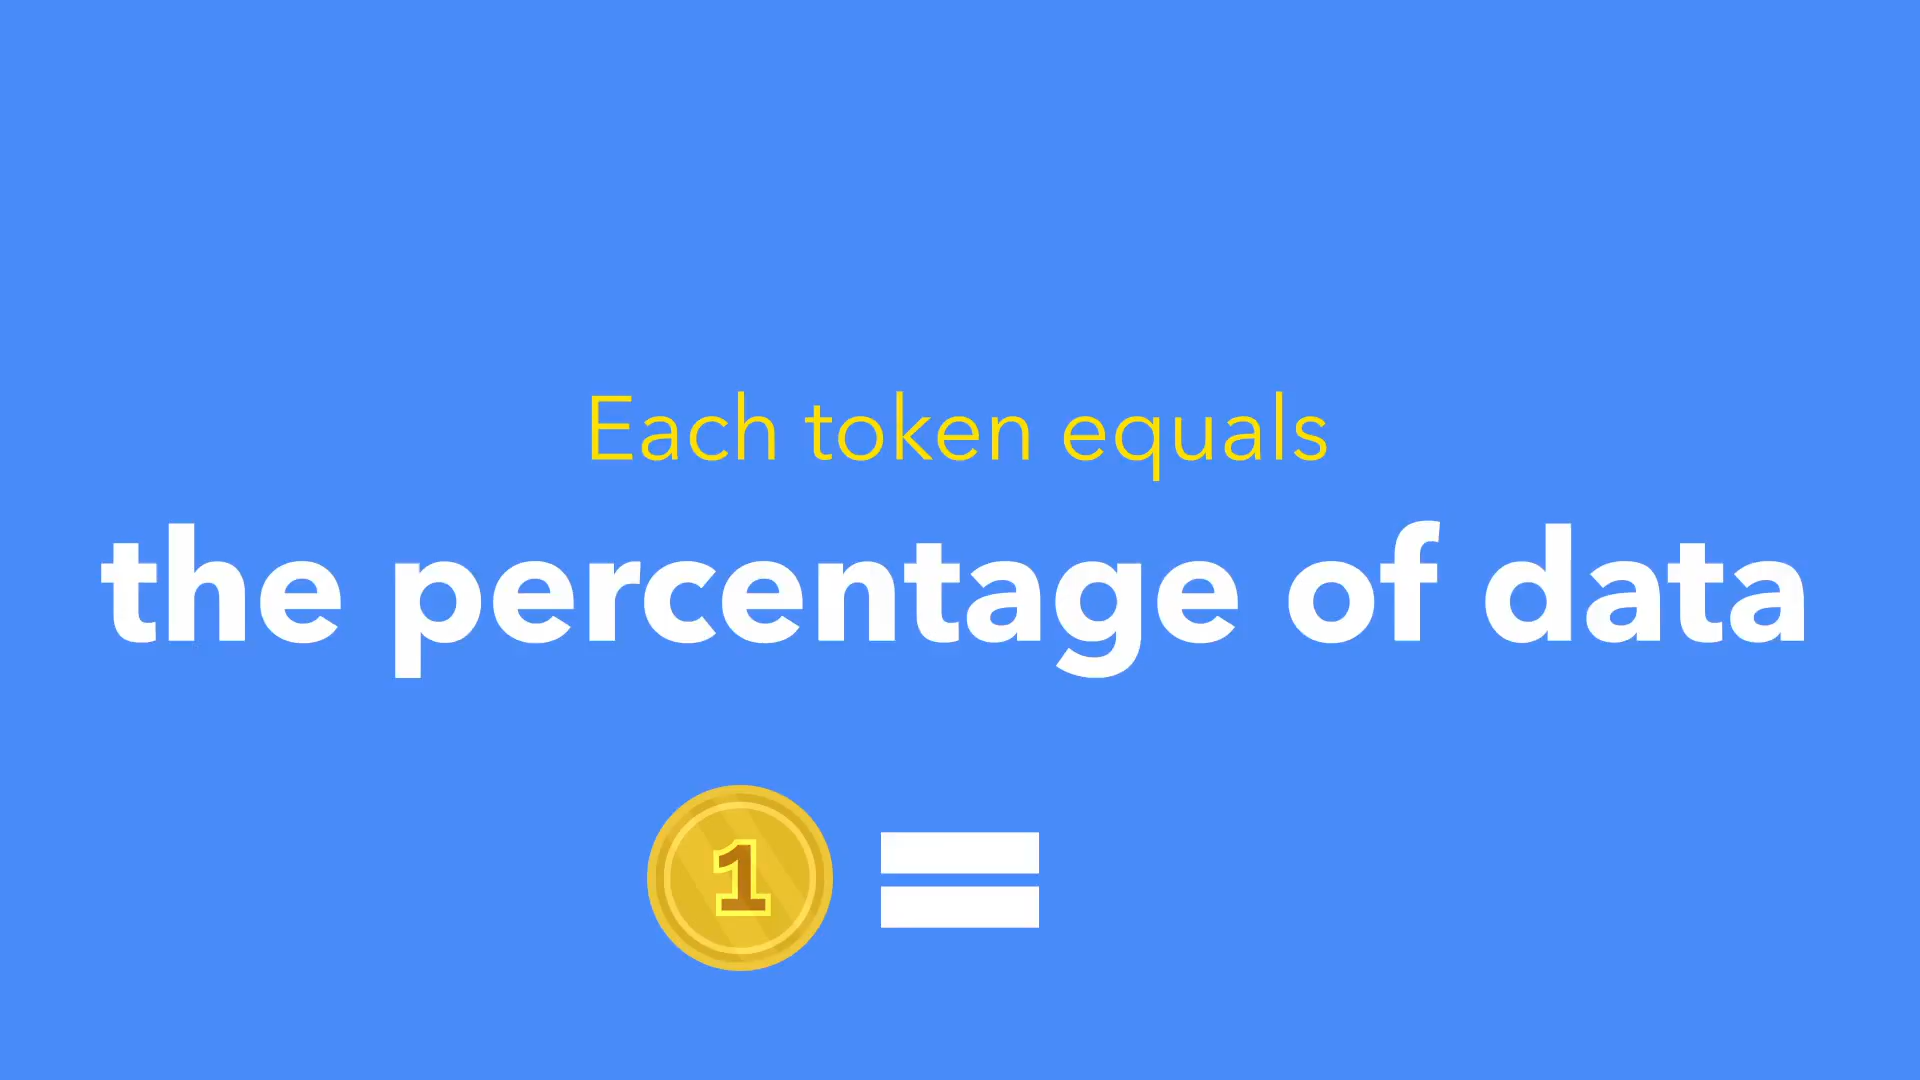 Each token equals
the percentage of data
1 =